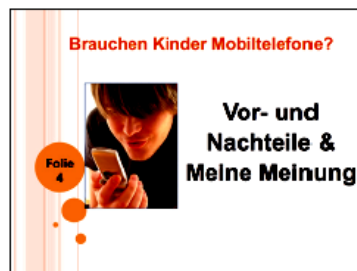 Brauchen Kinder Mobiltelefone?
Vor- und
Nachteile &
Meine Meinung
Folie
4